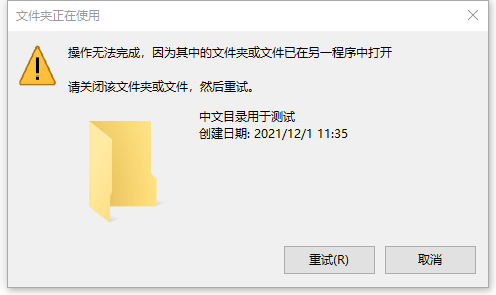 文件夹正在使用
操作无法完成，因为其中的文件夹或文件已在另一程序中打开
请关闭该文件夹或文件，然后重试。
中文目录用于测试
创建日期: 2021/12/1 11:35
重试(R)
取消